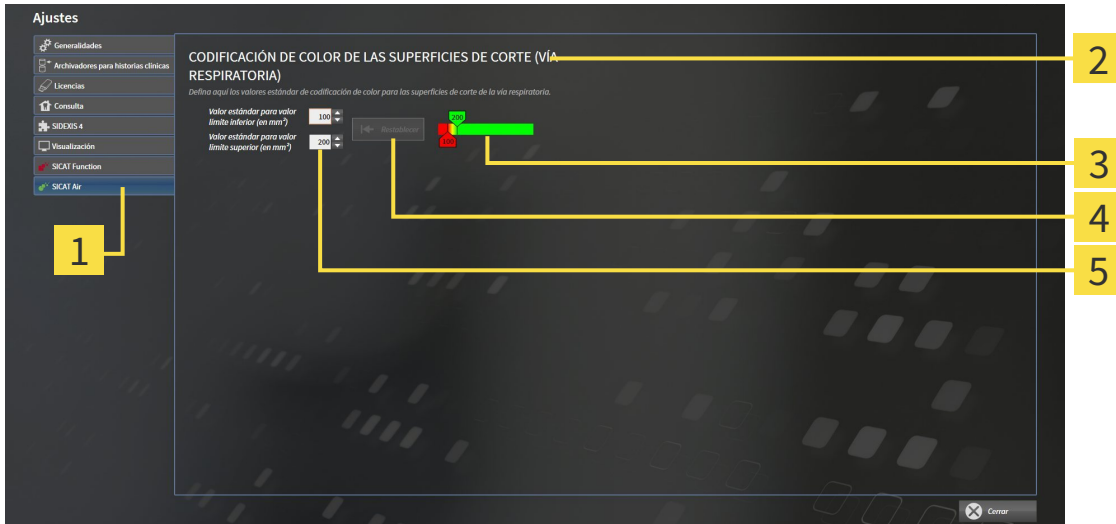 Ajustes
Generalidades
Archivadores para historias clínicas
Licencias
Consulta
SIDEXIS 4
Visualización
SICAT Function
SICAT Air
CODIFICACIÓN DE COLOR DE LAS SUPERFICIES DE CORTE (VÍA
RESPIRATORIA)
Defina aquí los valores estándar de codificación de color para las superficies de corte de la vía respiratoria.
Valor estándar para valor
límite inferior (en mm²)
100
Valor estándar para valor
límite superior (en mm²)
200
Restablecer
200
100
Cerrar
1
2
3
4
5